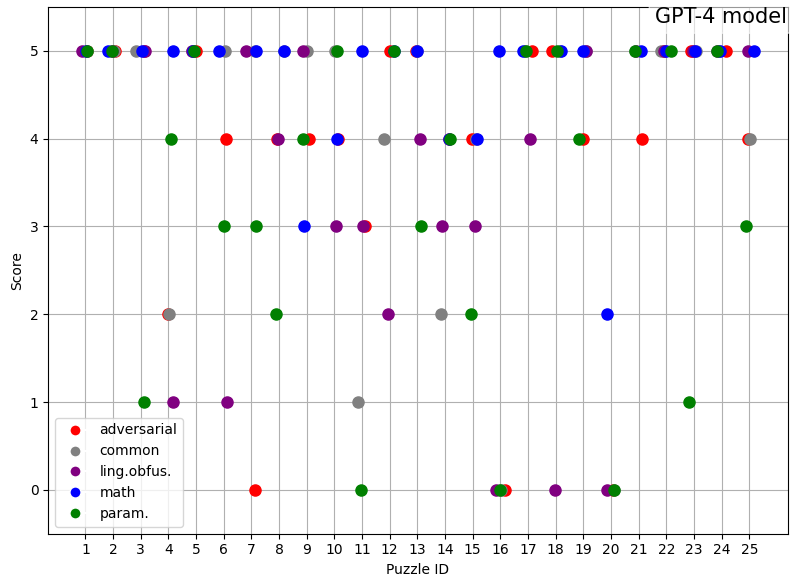 GPT-4 model
5
4
3
2
1
0
Score
adversarial
common
ling.obfus.
math
param.
1 2 3 4 5 6 7 8 9 10 11 12 13 14 15 16 17 18 19 20 21 22 23 24 25
Puzzle ID